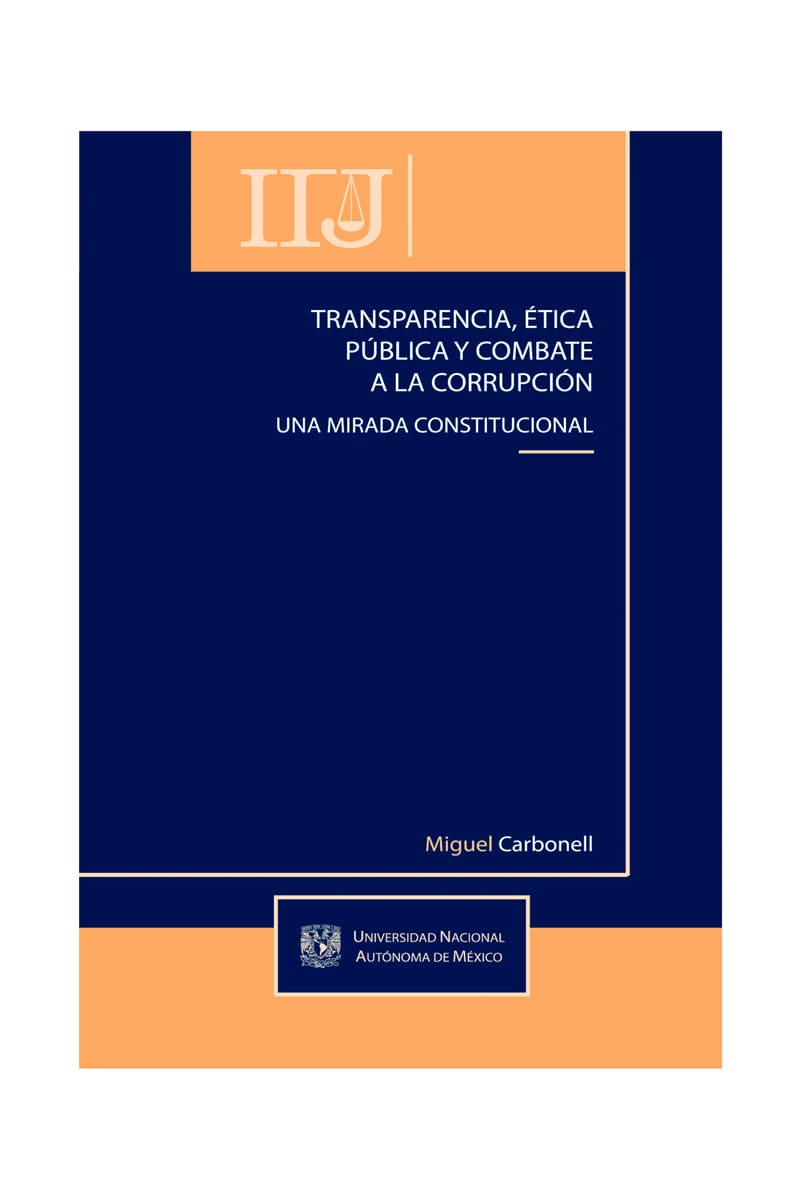 IIJ
TRANSPARENCIA, ÉTICA
PÚBLICA Y COMBATE
A LA CORRUPCIÓN
UNA MIRADA CONSTITUCIONAL
Miguel Carbonell
UNIVERSIDAD NACIONAL
AUTÓNOMA DE MÉXICO